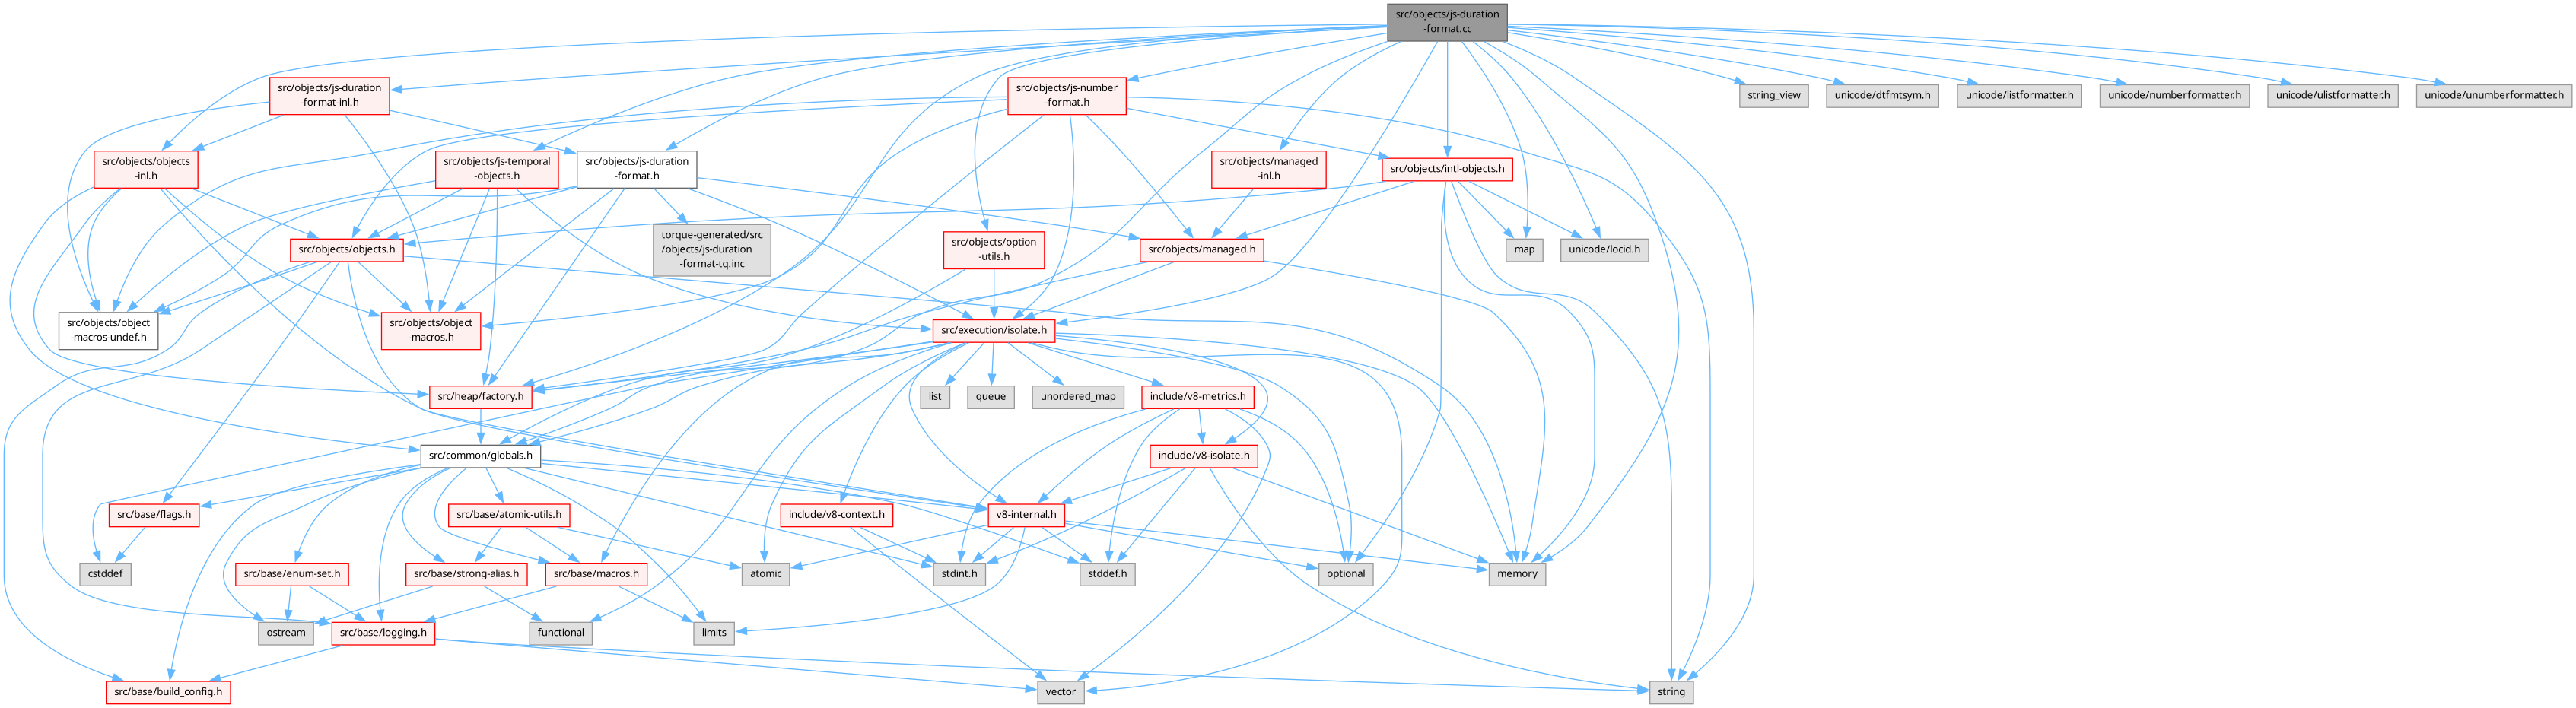 src/objects/js-duration
-format.cc
src/objects/js-duration
-format-inl.h
src/objects/js-number
-format.h
string_view
unicode/dtfmtsym.h
unicode/listformatter.h
unicode/numberformatter.h
unicode/ulistformatter.h
unicode/unumberformatter.h
src/objects/objects
-inl.h
src/objects/js-temporal
-objects.h
src/objects/js-duration
-format.h
src/objects/managed
-inl.h
src/objects/intl-objects.h
src/objects/objects.h
torque-generated/src
/objects/js-duration
-format-tq.inc
src/objects/option
-utils.h
src/objects/managed.h
map
unicode/locid.h
src/objects/object
-macros-undef.h
src/objects/object
-macros.h
src/execution/isolate.h
src/heap/factory.h
list
queue
unordered_map
include/v8-metrics.h
src/common/globals.h
include/v8-isolate.h
src/base/flags.h
src/base/atomic-utils.h
include/v8-context.h
v8-internal.h
cstddef
src/base/enum-set.h
src/base/strong-alias.h
src/base/macros.h
atomic
stdint.h
stddef.h
optional
memory
ostream
src/base/logging.h
functional
limits
src/base/build_config.h
vector
string